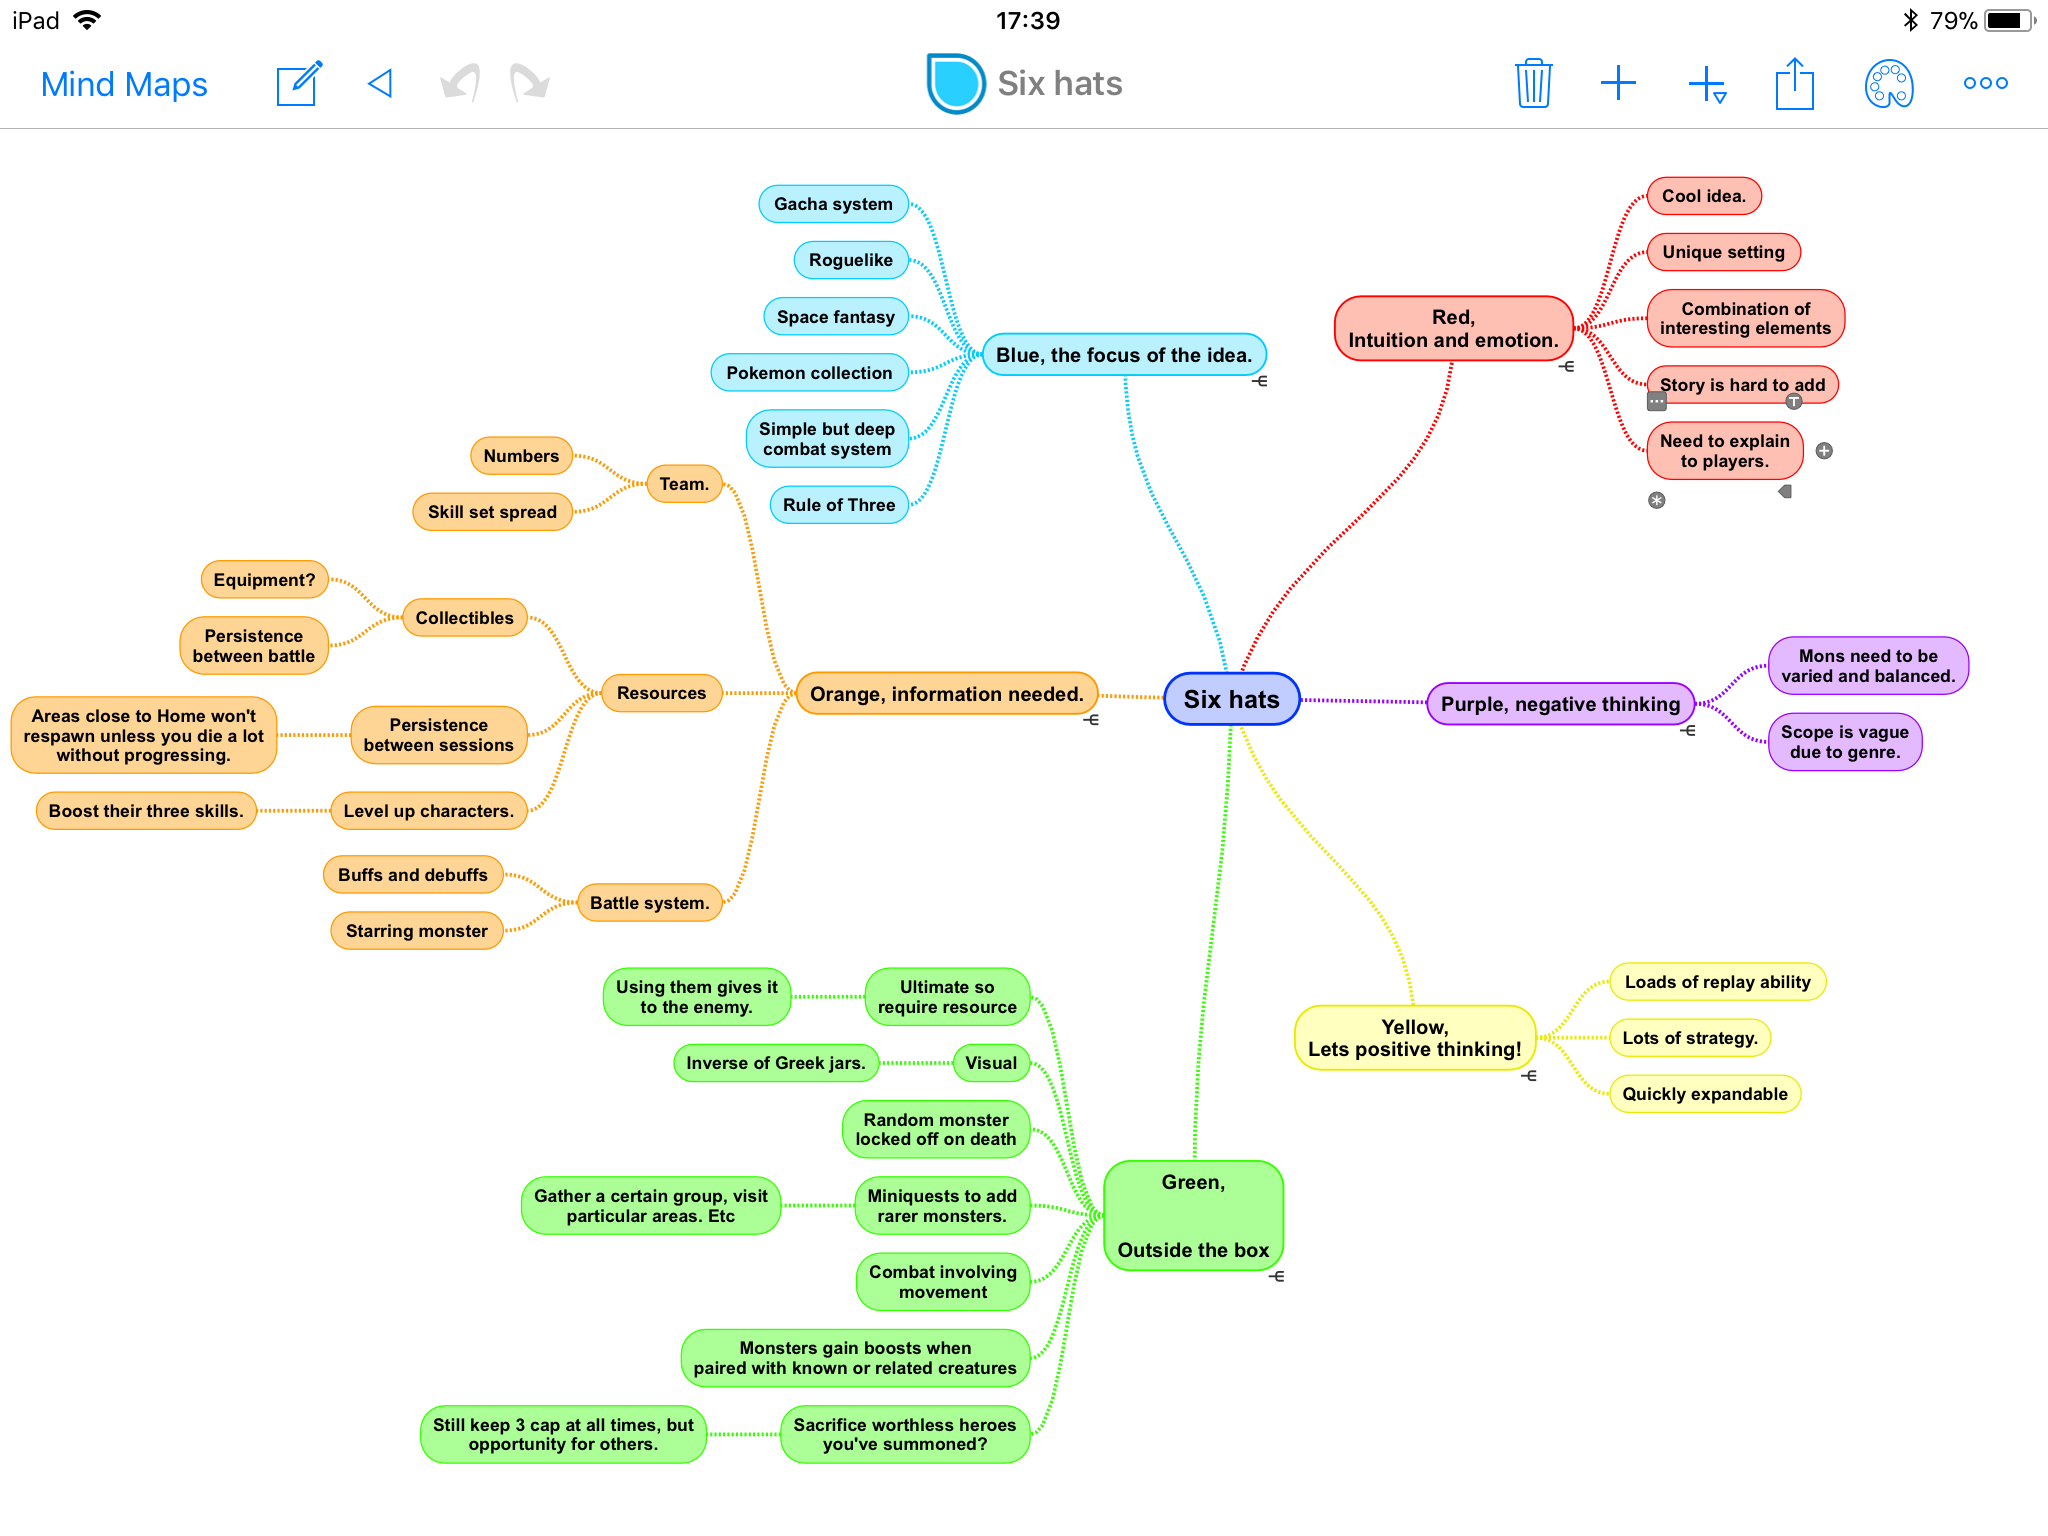 iPad
17:39
79%
Mind Maps
Six hats
Gacha system
Roguelike
Space fantasy
Pokemon collection
Simple but deep
combat system
Rule of Three
Blue, the focus of the idea.
Red,
Intuition and emotion.
Cool idea.
Unique setting
Combination of
interesting elements
Story is hard to add
Need to explain
to players.
Numbers
Skill set spread
Team.
Equipment?
Persistence
between battle
Collectibles
Areas close to Home won't
respawn unless you die a lot
without progressing.
Persistence
between sessions
Boost their three skills.
Level up characters.
Resources
Buffs and debuffs
Starring monster
Battle system.
Orange, information needed.
Six hats
Purple, negative thinking
Mons need to be
varied and balanced.
Scope is vague
due to genre.
Yellow,
Lets positive thinking!
Loads of replay ability
Lots of strategy.
Quickly expandable
Using them gives it
to the enemy.
Ultimate so
require resource
Inverse of Greek jars.
Visual
Random monster
locked off on death
Gather a certain group, visit
particular areas. Etc
Miniquests to add
rarer monsters.
Combat involving
movement
Monsters gain boosts when
paired with known or related creatures
Still keep 3 cap at all times, but
opportunity for others.
Sacrifice worthless heroes
you've summoned?
Green,
Outside the box